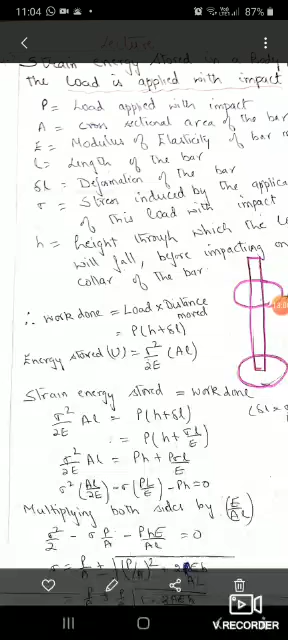 11:04
87%
Lecture
Strain energy stored in a Body
the Load is applied with impact
P = Load applied with impact
A = cross sectional area of the bar
E = Modulus of Elasticity of bar
L = Length of the bar
δL = Deformation of the bar
σ = Stress induced by the applica
of this load with impact
h = height through which the L
will fall, before impacting on
collar of the bar.
∴ work done = Load × Distance moved
= P(h+δL)
Energy stored (U) = σ²/2E (AL)
Strain energy stored = work done
σ²/2E AL = P(h+δL)
= P(h+σL/E)
σ²/2E AL = Ph + PσL/E
σ²(AL/2E) - σ(PL/E) - Ph = 0
Multiplying both sides by (E/AL)
σ²/2 - σ P/A - PhE/AL = 0
REVU